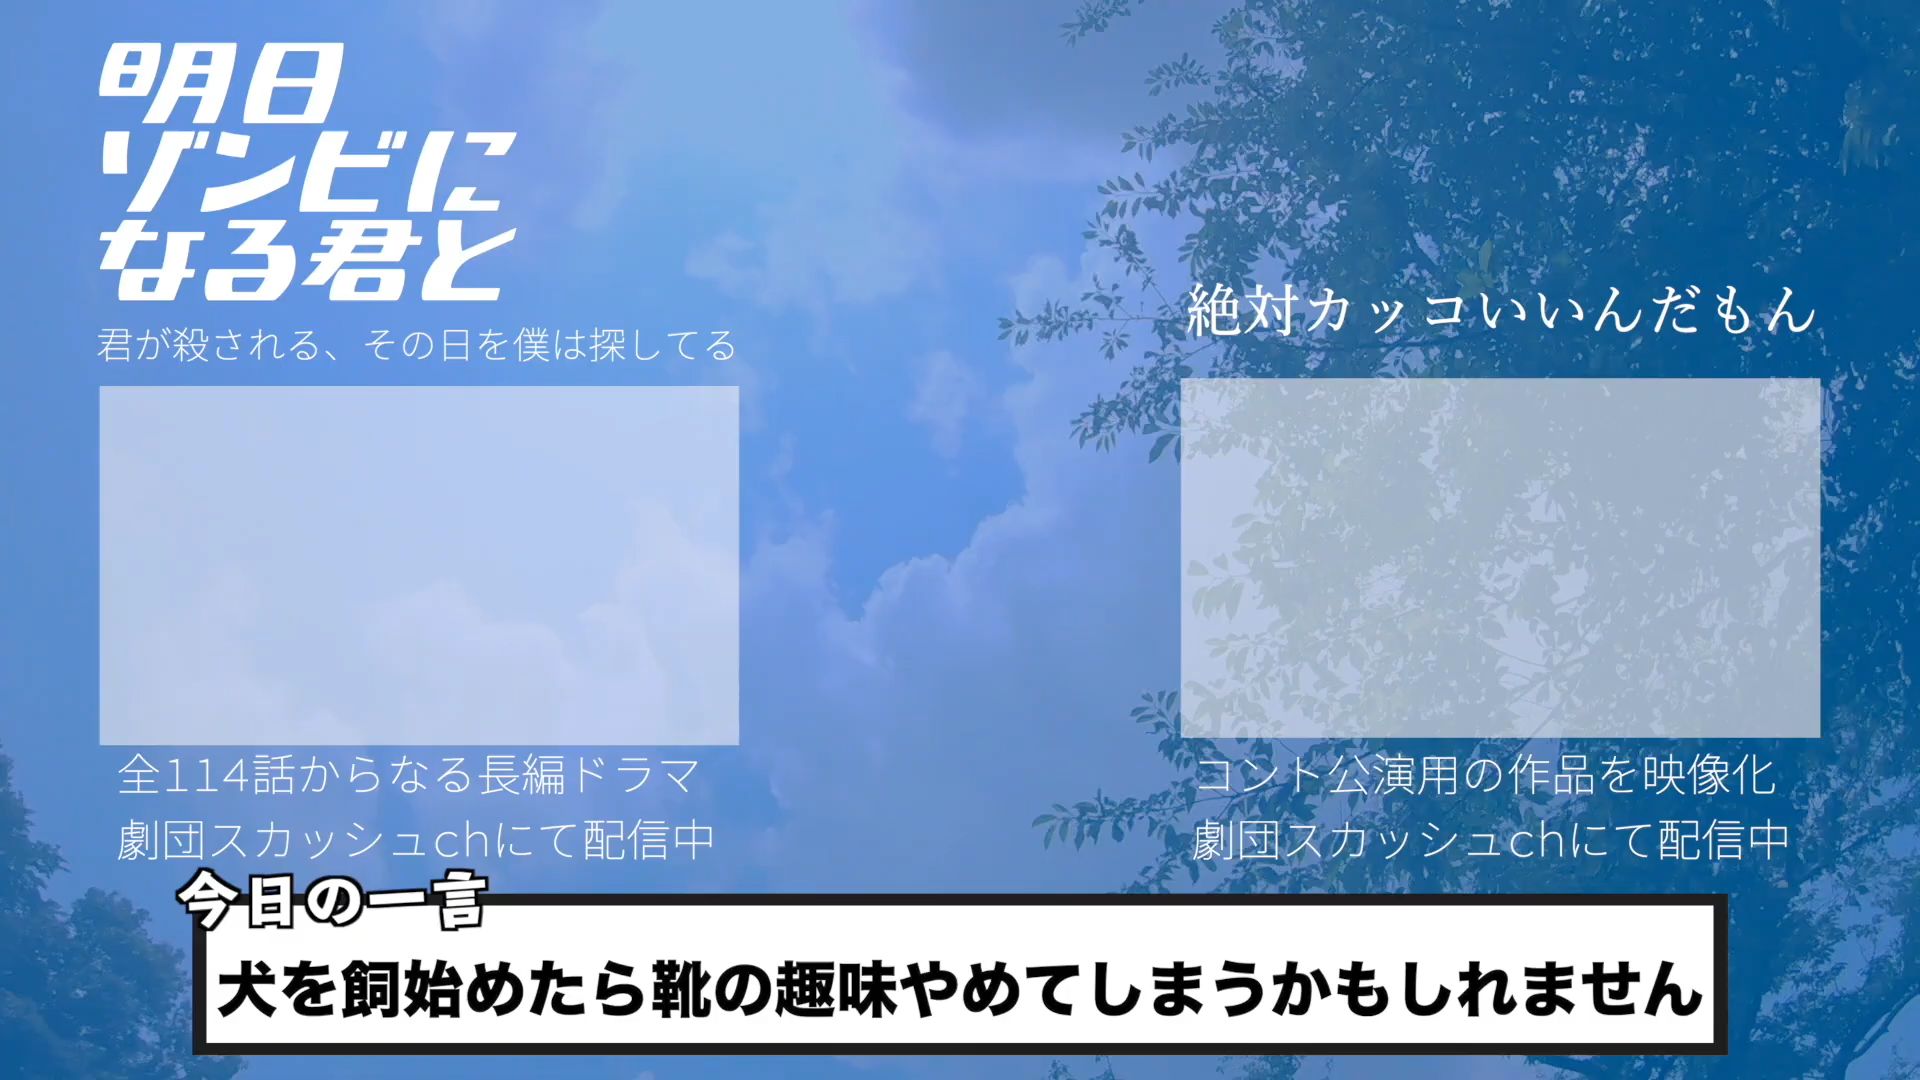 明日
ゾンビに
なる君と
君が殺される、その日を僕は探してる
全114話からなる長編ドラマ
劇団スカッシュchにて配信中
絶対カッコいいんだもん
コント公演用の作品を映像化
劇団スカッシュchにて配信中
今日の一言
犬を飼始めたら靴の趣味やめてしまうかもしれません